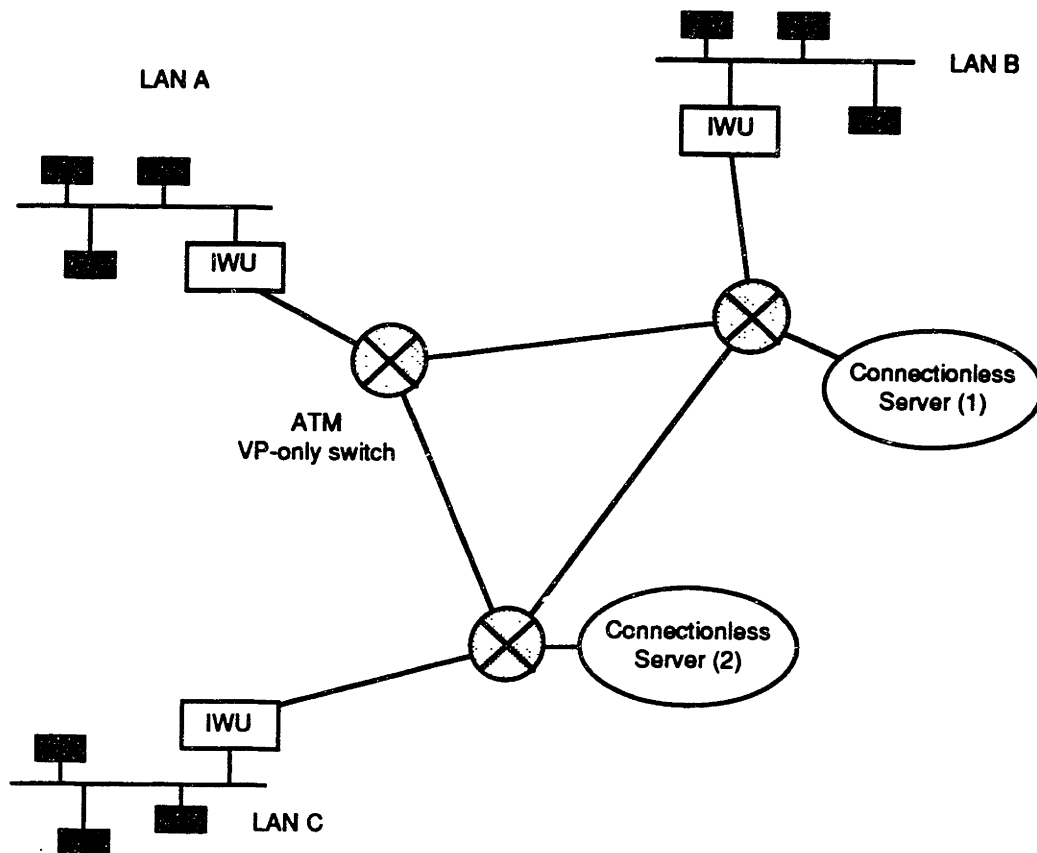 LAN A
LAN B
IWU
IWU
Connectionless
Server (1)
ATM
VP-only switch
Connectionless
Server (2)
IWU
LAN C